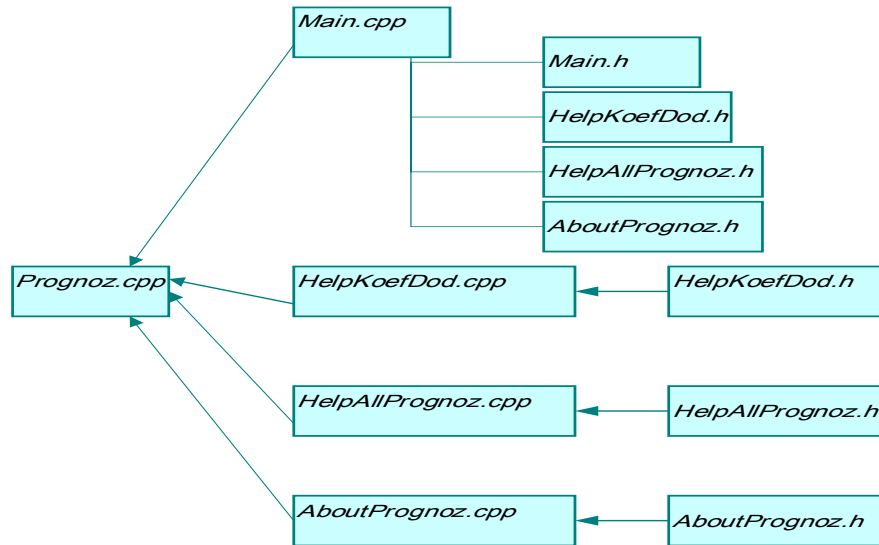 Main.cpp
Main.h
HelpKoefDod.h
HelpAllPrognoz.h
AboutPrognoz.h
Prognoz.cpp
HelpKoefDod.cpp
HelpKoefDod.h
HelpAllPrognoz.cpp
HelpAllPrognoz.h
AboutPrognoz.cpp
AboutPrognoz.h